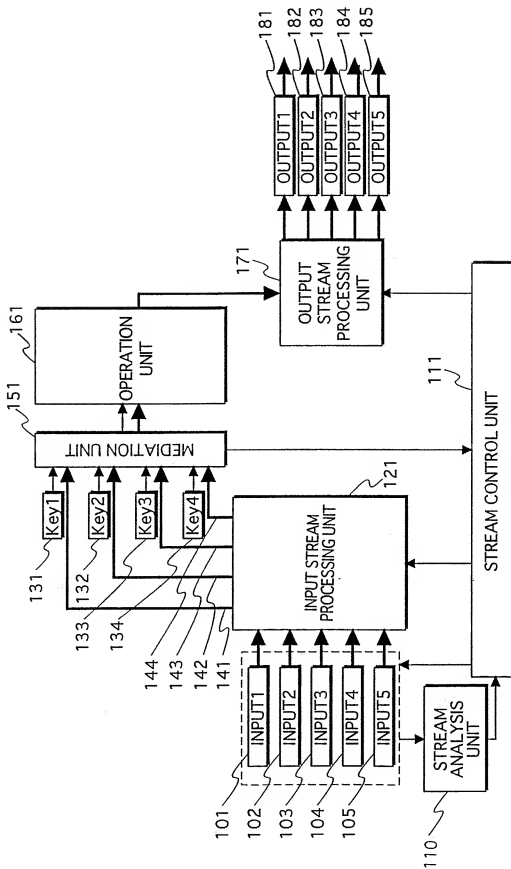 101
102
103
104
105
INPUT1
INPUT2
INPUT3
INPUT4
INPUT5
110
STREAM
ANALYSIS
UNIT
121
INPUT STREAM
PROCESSING UNIT
141
142
143
144
131
132
133
134
Key1
Key2
Key3
Key4
151
MEDIATION UNIT
161
OPERATION
UNIT
171
OUTPUT
STREAM
PROCESSING
UNIT
111
STREAM CONTROL UNIT
OUTPUT1
OUTPUT2
OUTPUT3
OUTPUT4
OUTPUT5
181
182
183
184
185